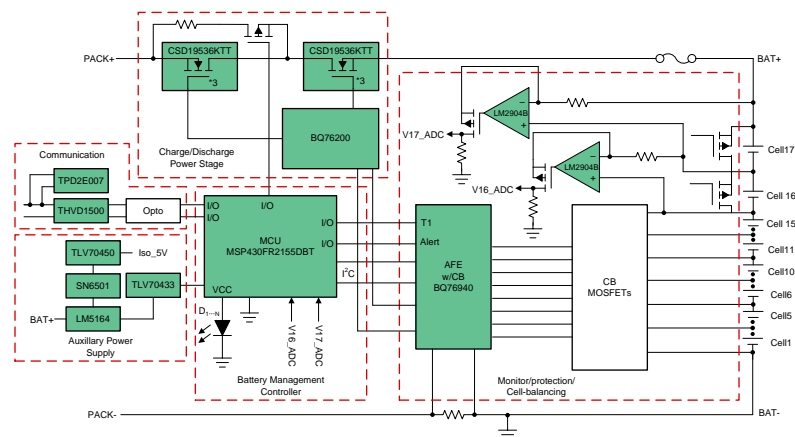 PACK+
CSD19536KTT
*3
CSD19536KTT
*3
BAT+
BQ76200
Charge/Discharge
Power Stage
LM2904B
−
+
V17_ADC
LM2904B
−
+
V16_ADC
Cell17
Cell 16
Cell 15
Cell11
Cell10
Cell6
Cell5
Cell1
Communication
TPD2E007
THVD1500
Opto
I/O
I/O
I/O
MCU
MSP430FR2155DBT
I/O
I/O
I²C
VCC
T1
Alert
AFE
w/CB
BQ76940
CB
MOSFETs
TLV70450
Iso_5V
SN6501
TLV70433
BAT+
LM5164
Auxillary Power
Supply
D1—N
V16_ADC
V17_ADC
Battery Management
Controller
Monitor/protection/
Cell-balancing
PACK-
BAT-